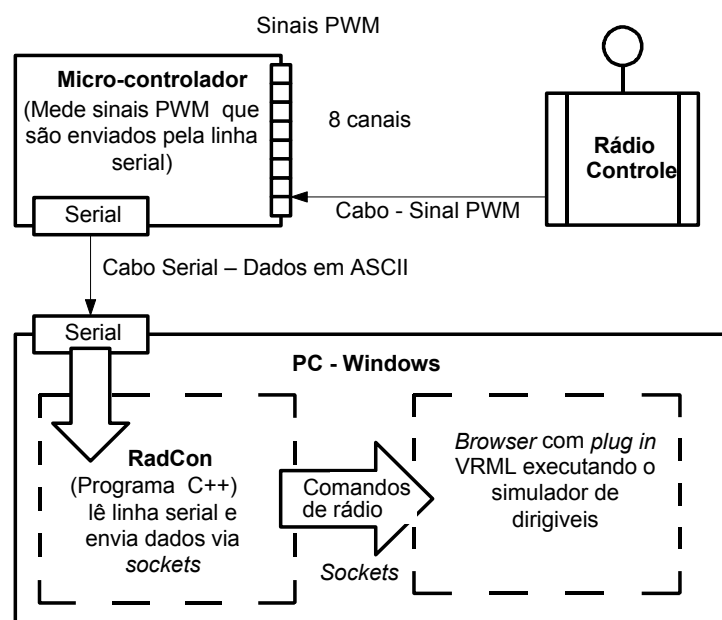 Sinais PWM
Micro-controlador
(Mede sinais PWM que
são enviados pela linha
serial)
8 canais
Rádio
Controle
Cabo - Sinal PWM
Serial
Cabo Serial – Dados em ASCII
Serial
PC - Windows
RadCon
(Programa C++)
lê linha serial e
envia dados via
sockets
Comandos
de rádio
Sockets
Browser com plug in
VRML executando o
simulador de
dirigiveis